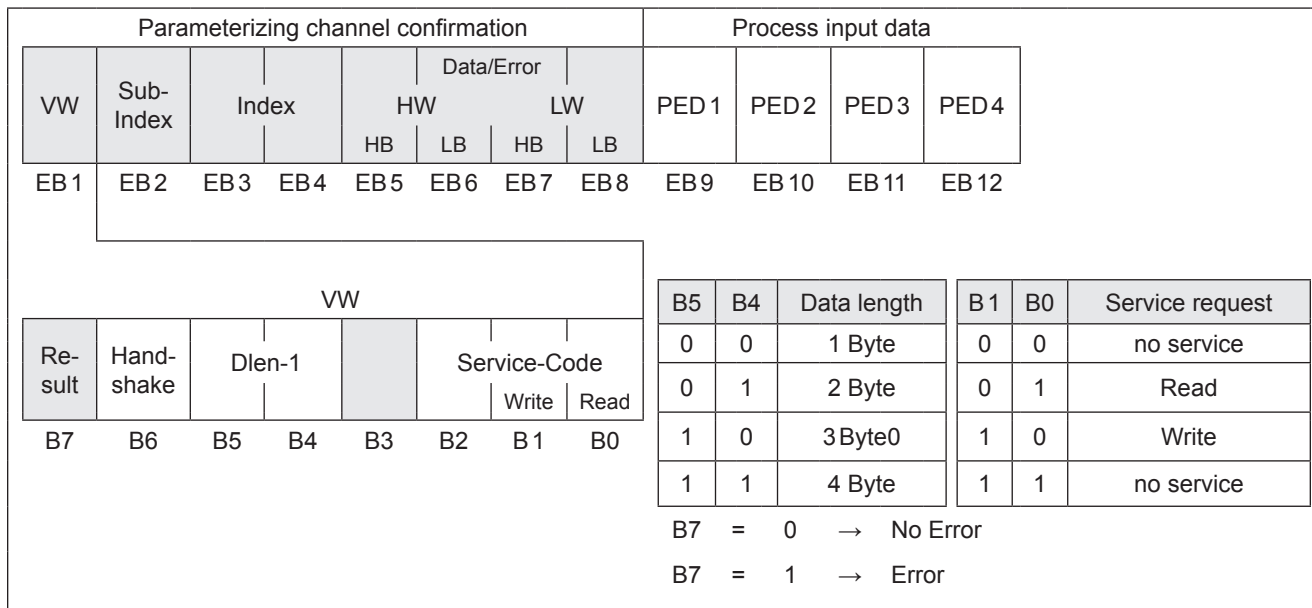 Parameterizing channel confirmation Process input data
VW Sub-Index Index Data/Error PED1 PED2 PED3 PED4
HW LW
HB LB HB LB
EB1 EB2 EB3 EB4 EB5 EB6 EB7 EB8 EB9 EB10 EB11 EB12
VW
Re-sult Hand-shake Dlen-1 Service-Code
Write Read
B7 B6 B5 B4 B3 B2 B1 B0
B5 B4 Data length B1 B0 Service request
0 0 1 Byte 0 0 no service
0 1 2 Byte 0 1 Read
1 0 3Byte0 1 0 Write
1 1 4 Byte 1 1 no service
B7 = 0 → No Error
B7 = 1 → Error